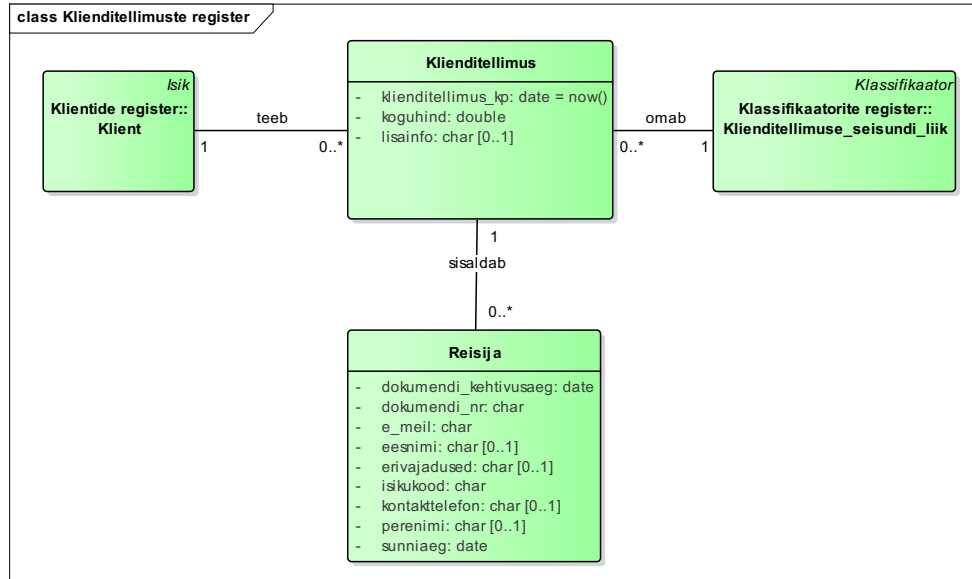 class Klienditellimuste register
Isik
Klientide register::
Klient
teeb
1
0..*
Klienditellimus
- klienditellimus_kp: date = now()
- koguhind: double
- lisainfo: char [0..1]
omab
0..*
1
Klassifikaator
Klassifikaatorite register::
Klienditellimuse_seisundi_liik
1
sisaldab
0..*
Reisija
- dokumendi_kehtivusaeg: date
- dokumendi_nr: char
- e_meil: char
- eesnimi: char [0..1]
- erivajadused: char [0..1]
- isikukood: char
- kontakttelefon: char [0..1]
- perenimi: char [0..1]
- sunniaeg: date